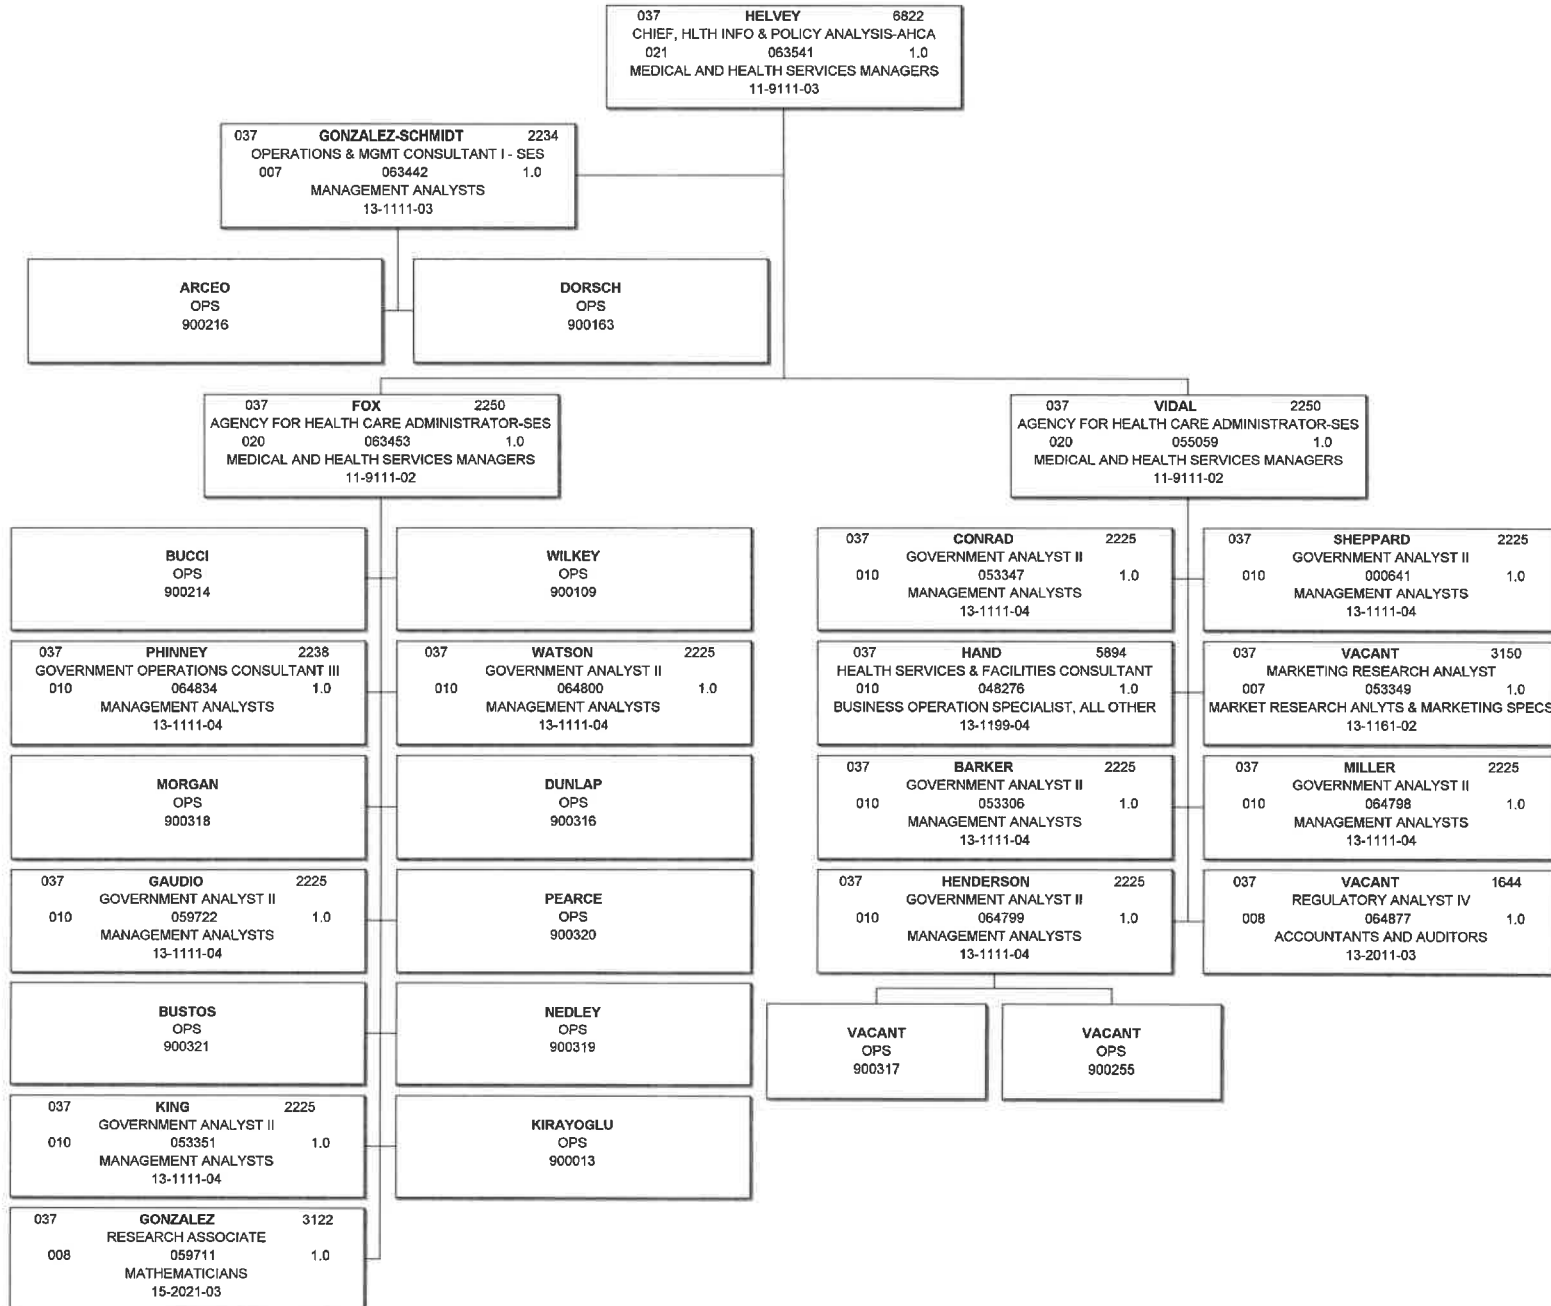 037 HELVEY 6822
CHIEF, HLTH INFO & POLICY ANALYSIS-AHCA
021 063541 1.0
MEDICAL AND HEALTH SERVICES MANAGERS
11-9111-03
037 GONZALEZ-SCHMIDT 2234
OPERATIONS & MGMT CONSULTANT I - SES
007 063442 1.0
MANAGEMENT ANALYSTS
13-1111-03
ARCEO
OPS
900216
DORSCH
OPS
900163
037 FOX 2250
AGENCY FOR HEALTH CARE ADMINISTRATOR-SES
020 063453 1.0
MEDICAL AND HEALTH SERVICES MANAGERS
11-9111-02
BUCCI
OPS
900214
WILKEY
OPS
900109
037 PHINNEY 2238
GOVERNMENT OPERATIONS CONSULTANT III
010 064834 1.0
MANAGEMENT ANALYSTS
13-1111-04
037 WATSON 2225
GOVERNMENT ANALYST II
010 064800 1.0
MANAGEMENT ANALYSTS
13-1111-04
MORGAN
OPS
900318
DUNLAP
OPS
900316
037 GAUDIO 2225
GOVERNMENT ANALYST II
010 059722 1.0
MANAGEMENT ANALYSTS
13-1111-04
PEARCE
OPS
900320
BUSTOS
OPS
900321
NEDLEY
OPS
900319
037 KING 2225
GOVERNMENT ANALYST II
010 053351 1.0
MANAGEMENT ANALYSTS
13-1111-04
KIRAYOGLU
OPS
900013
037 GONZALEZ 3122
RESEARCH ASSOCIATE
008 059711 1.0
MATHEMATICIANS
15-2021-03
037 VIDAL 2250
AGENCY FOR HEALTH CARE ADMINISTRATOR-SES
020 055059 1.0
MEDICAL AND HEALTH SERVICES MANAGERS
11-9111-02
037 CONRAD 2225
GOVERNMENT ANALYST II
010 053347 1.0
MANAGEMENT ANALYSTS
13-1111-04
037 SHEPPARD 2225
GOVERNMENT ANALYST II
010 000641 1.0
MANAGEMENT ANALYSTS
13-1111-04
037 HAND 5894
HEALTH SERVICES & FACILITIES CONSULTANT
010 048276 1.0
BUSINESS OPERATION SPECIALIST, ALL OTHER
13-1199-04
037 VACANT 3150
MARKETING RESEARCH ANALYST
007 053349 1.0
MARKET RESEARCH ANLYTS & MARKETING SPECS
13-1161-02
037 BARKER 2225
GOVERNMENT ANALYST II
010 053306 1.0
MANAGEMENT ANALYSTS
13-1111-04
037 MILLER 2225
GOVERNMENT ANALYST II
010 064798 1.0
MANAGEMENT ANALYSTS
13-1111-04
037 HENDERSON 2225
GOVERNMENT ANALYST II
010 064799 1.0
MANAGEMENT ANALYSTS
13-1111-04
037 VACANT 1644
REGULATORY ANALYST IV
008 064877 1.0
ACCOUNTANTS AND AUDITORS
13-2011-03
VACANT
OPS
900317
VACANT
OPS
900255